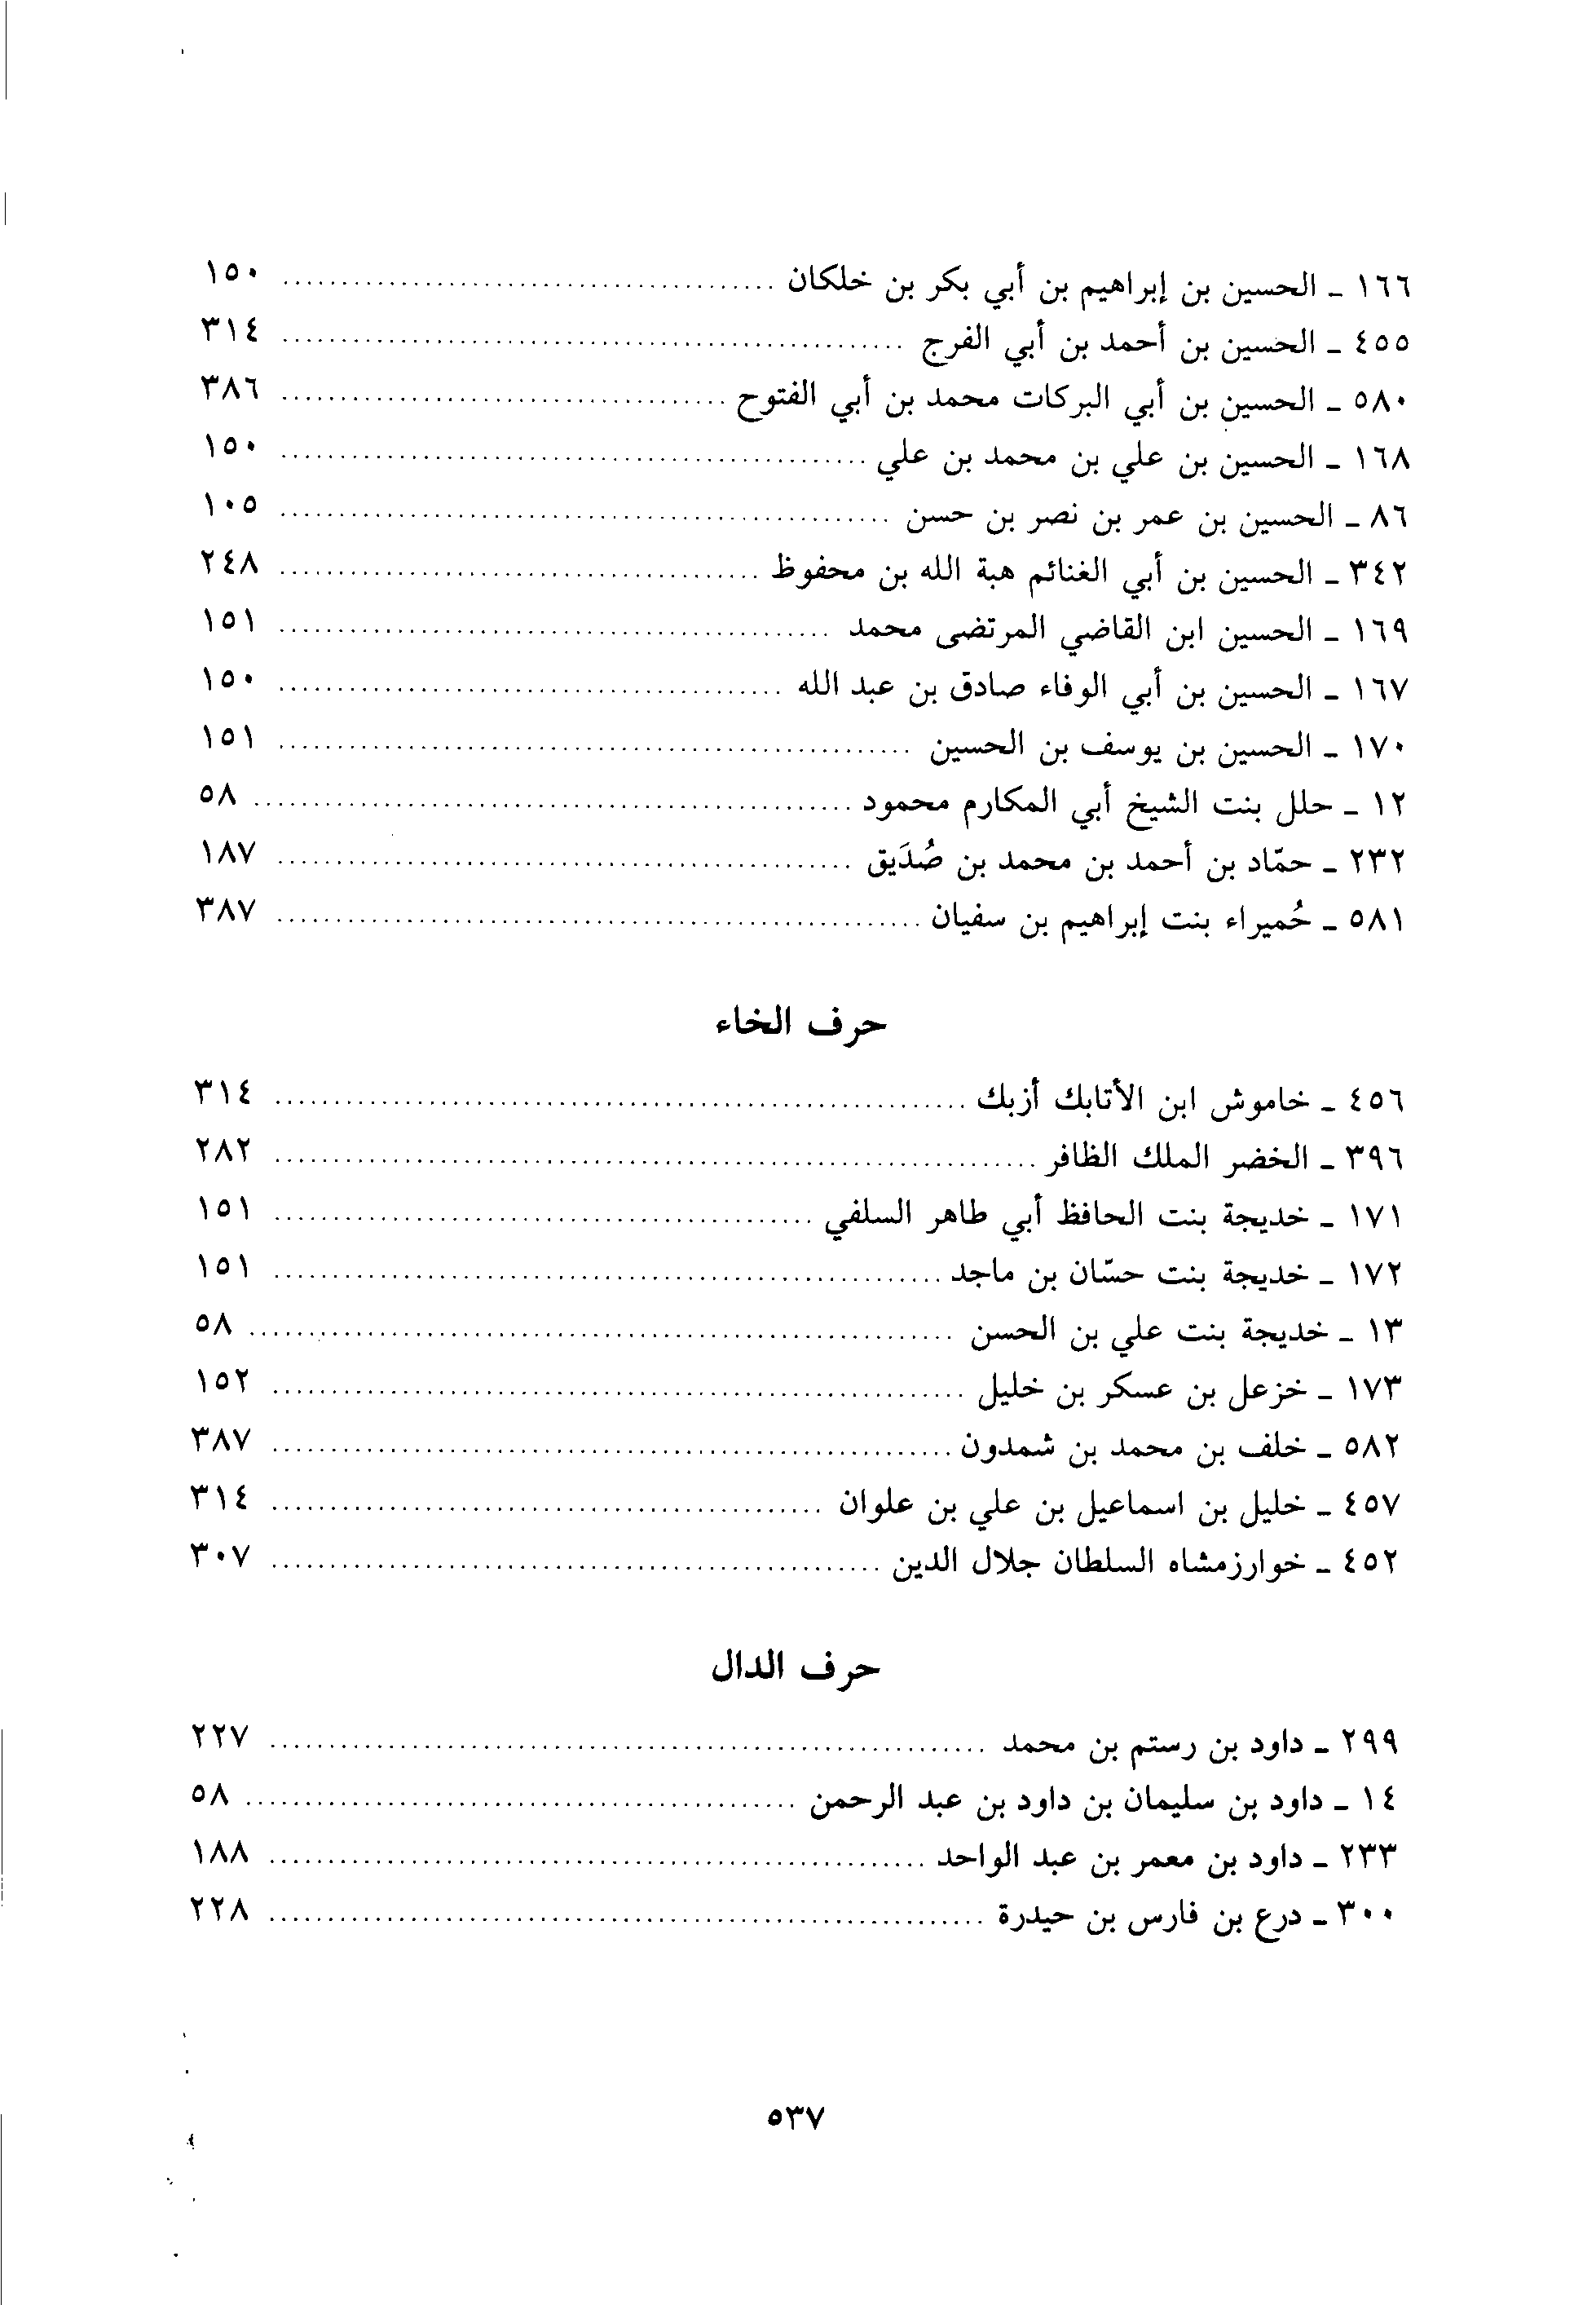 ١٦٦ ـ الحسين بن إبراهيم بن أبي بكر بن خلكان ........................................ ١٥٠
٤٥٥ ـ الحسين بن أحمد بن أبي الفرج ........................................ ٣١٤
٥٨٠ ـ الحسين بن أبي البركات محمد بن أبي الفتوح ........................................ ٣٨٦
١٦٨ ـ الحسين بن علي بن محمد بن علي ........................................ ١٥٠
٨٦ ـ الحسين بن عمر بن نصر بن حسن ........................................ ١٠٥
٣٤٢ ـ الحسين بن أبي الغنائم هبة الله بن محفوظ ........................................ ٢٤٨
١٦٩ ـ الحسين ابن القاضي المرتضى محمد ........................................ ١٥١
١٦٧ ـ الحسين بن أبي الوفاء صادق بن عبد الله ........................................ ١٥٠
١٧٠ ـ الحسين بن يوسف بن الحسين ........................................ ١٥١
١٢ ـ حلل بنت الشيخ أبي المكارم محمود ........................................ ٥٨
٢٣٢ ـ حمّاد بن أحمد بن محمد بن صُدَيق ........................................ ١٨٧
٥٨١ ـ حُميراء بنت إبراهيم بن سفيان ........................................ ٣٨٧
حرف الخاء
٤٥٦ ـ خاموش ابن الأتابك أزبك ........................................ ٣١٤
٣٩٦ ـ الخضر الملك الظافر ........................................ ٢٨٢
١٧١ ـ خديجة بنت الحافظ أبي طاهر السلفي ........................................ ١٥١
١٧٢ ـ خديجة بنت حسّان بن ماجد ........................................ ١٥١
١٣ ـ خديجة بنت علي بن الحسن ........................................ ٥٨
١٧٣ ـ خزعل بن عسكر بن خليل ........................................ ١٥٢
٥٨٢ ـ خلف بن محمد بن شمدون ........................................ ٣٨٧
٤٥٧ ـ خليل بن اسماعيل بن علي بن علوان ........................................ ٣١٤
٤٥٢ ـ خوارزمشاه السلطان جلال الدين ........................................ ٣٠٧
حرف الدال
٢٩٩ ـ داود بن رستم بن محمد ........................................ ٢٢٧
١٤ ـ داود بن سليمان بن داود بن عبد الرحمن ........................................ ٥٨
٢٣٣ ـ داود بن معمر بن عبد الواحد ........................................ ١٨٨
٣٠٠ ـ درع بن فارس بن حيدرة ........................................ ٢٢٨
٥٣٧